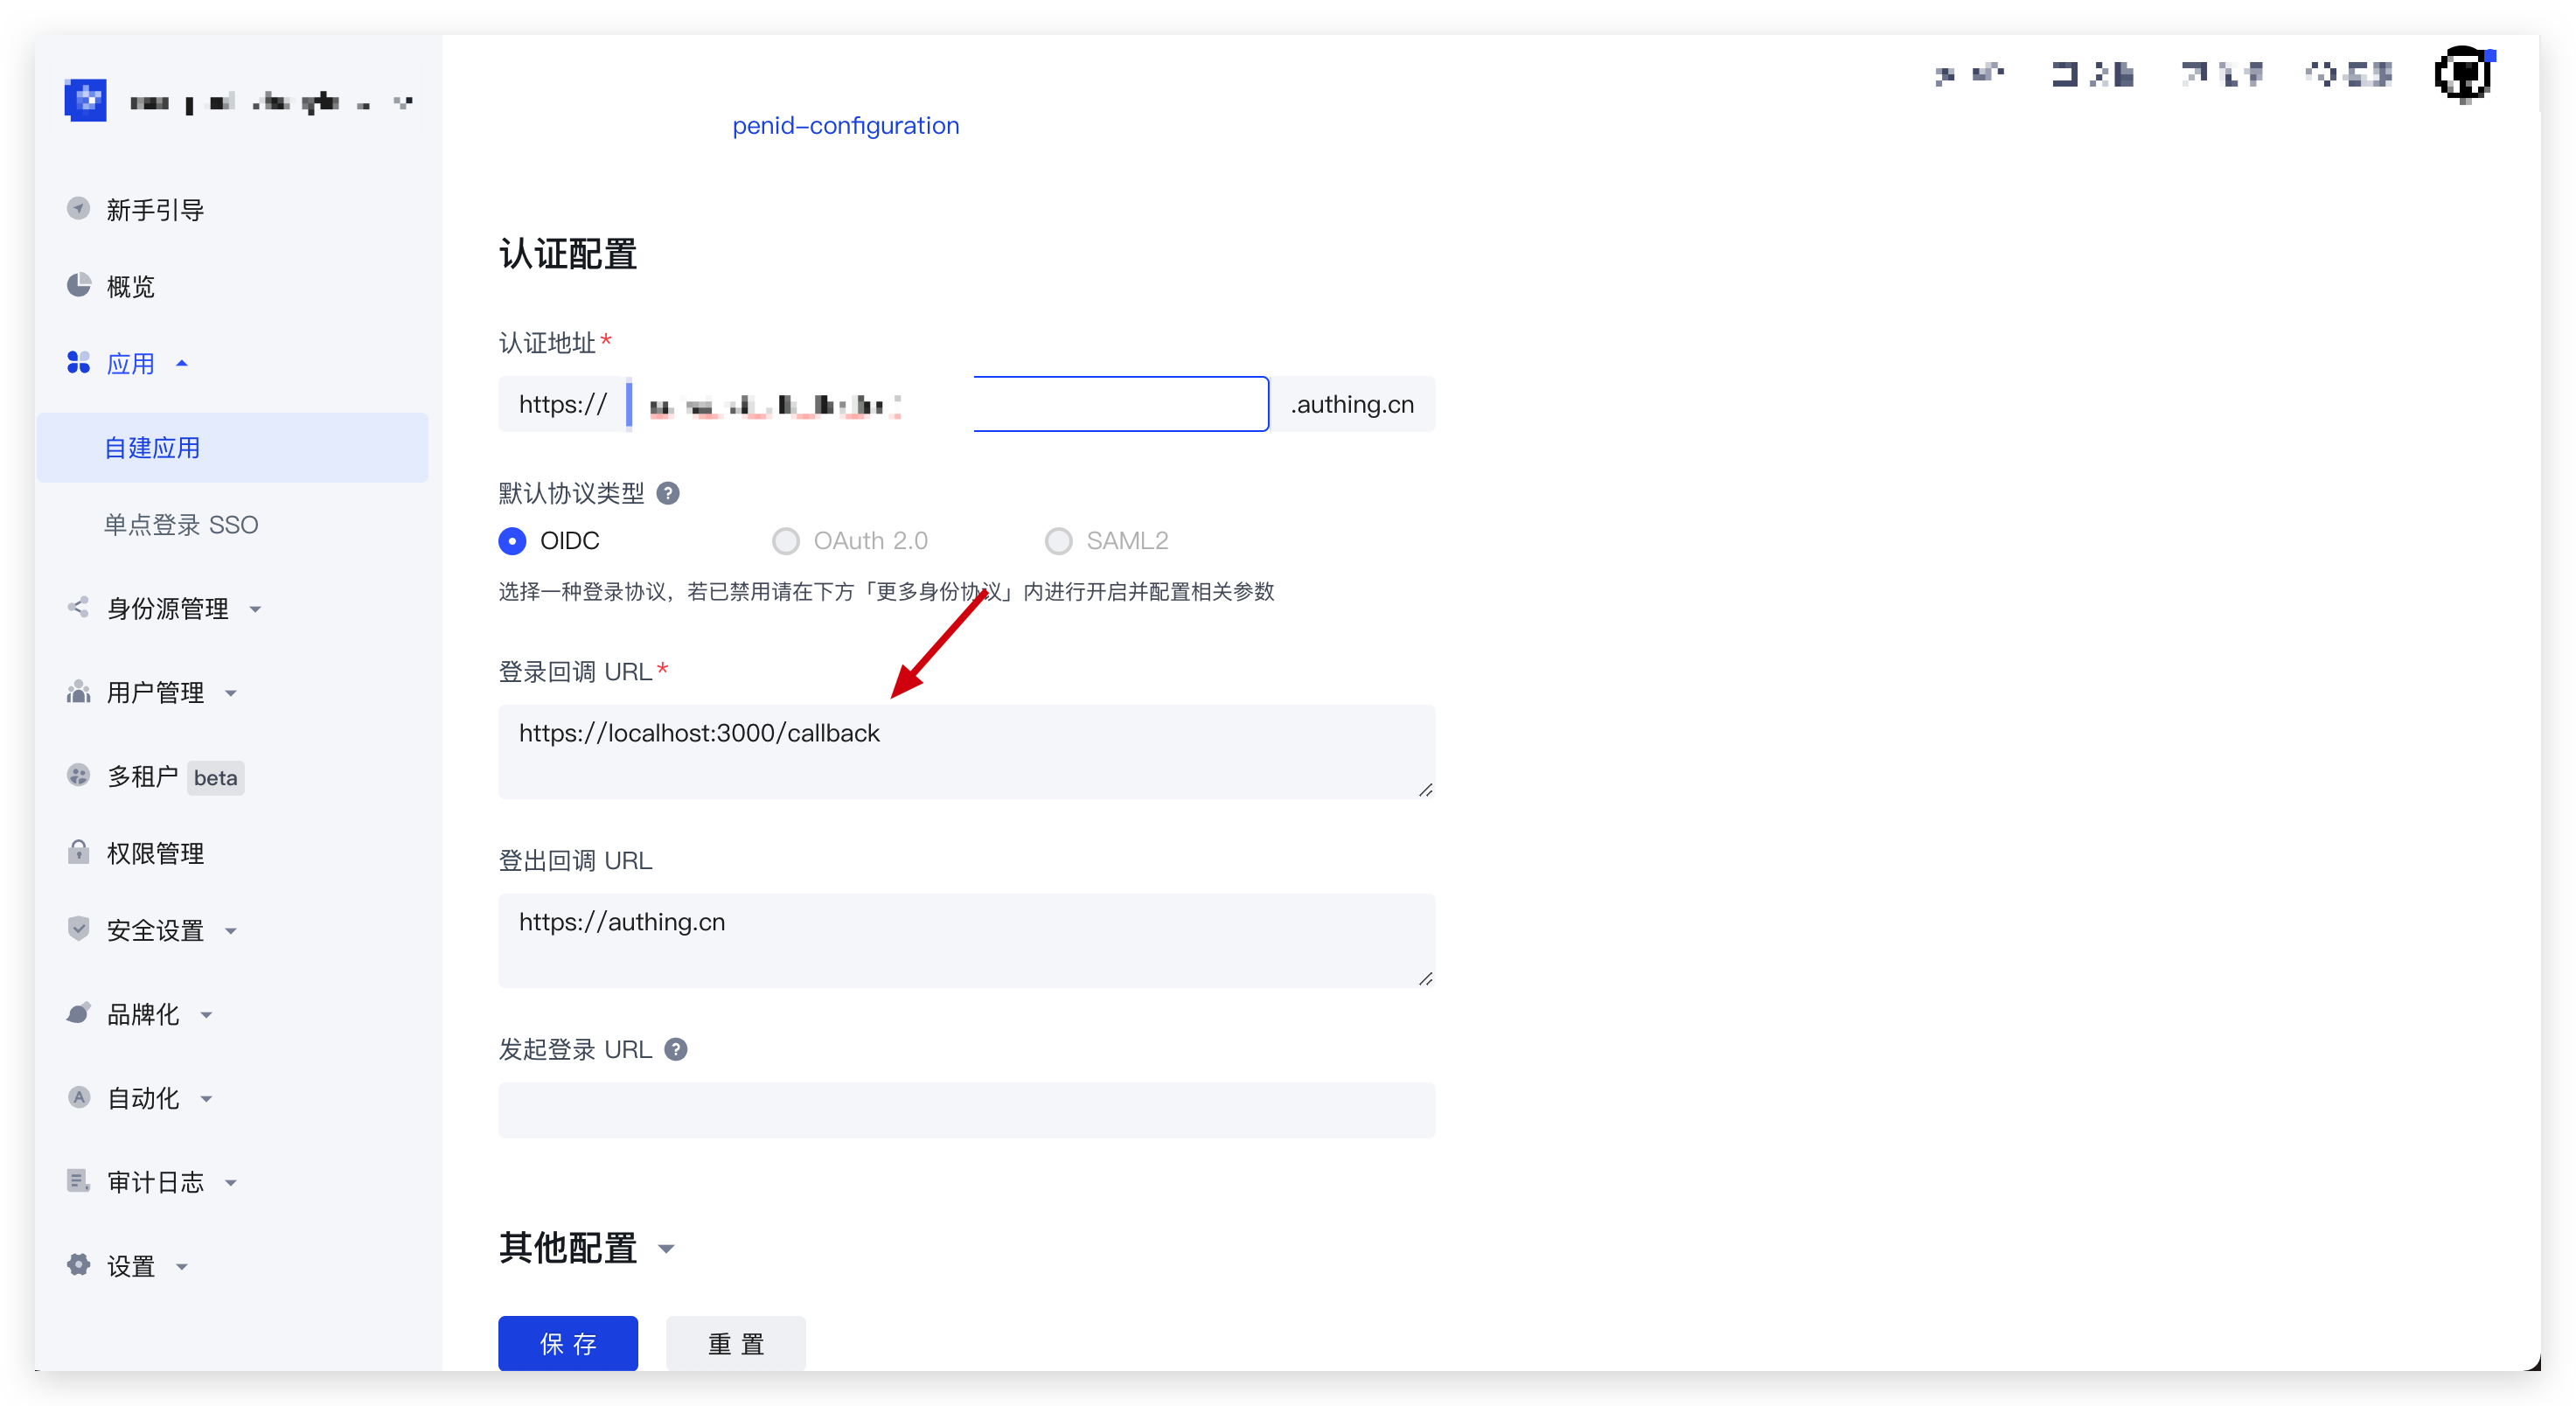 penid-configuration
新手引导
概览
应用
自建应用
单点登录 SSO
身份源管理
用户管理
多租户 beta
权限管理
安全设置
品牌化
自动化
审计日志
设置
认证配置
认证地址*
https://
.authing.cn
默认协议类型 ?
OIDC
OAuth 2.0
SAML2
选择一种登录协议，若已禁用请在下方「更多身份协议」内进行开启并配置相关参数
登录回调 URL*
https://localhost:3000/callback
登出回调 URL
https://authing.cn
发起登录 URL ?
其他配置
保存
重置